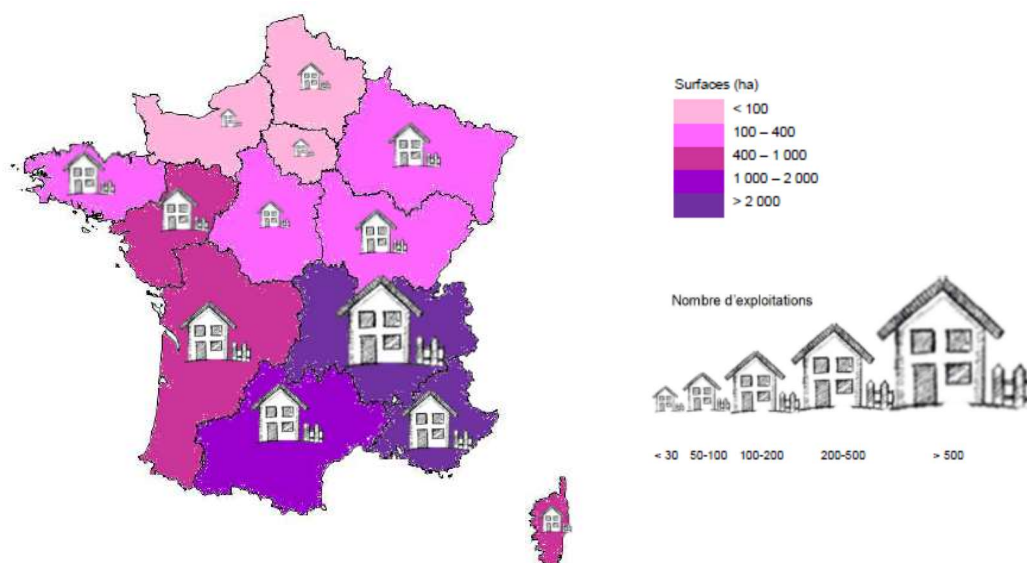 Surfaces (ha)
< 100
100 – 400
400 – 1 000
1 000 – 2 000
> 2 000
Nombre d'exploitations
< 30 50-100 100-200 200-500 > 500